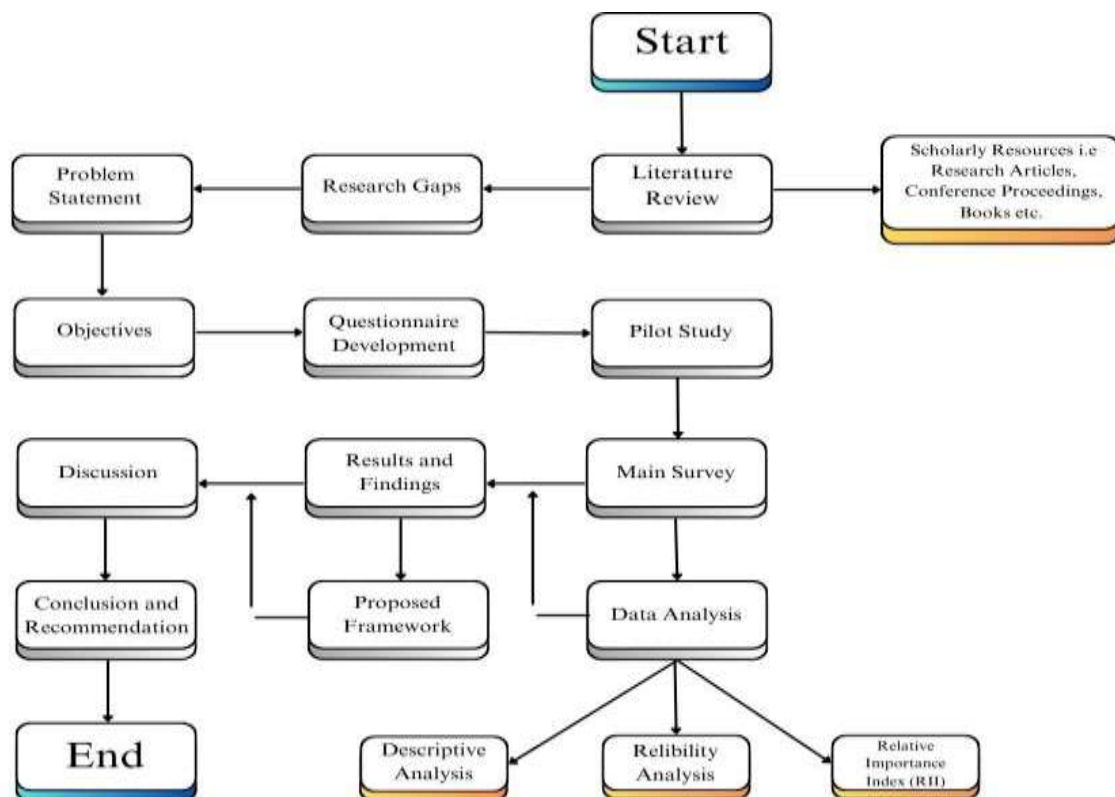 Start
Problem
Statement
Research Gaps
Literature
Review
Scholarly Resources i.e
Research Articles,
Conference Proceedings,
Books etc.
Objectives
Questionnaire
Development
Pilot Study
Discussion
Results and
Findings
Main Survey
Conclusion and
Recommendation
Proposed
Framework
Data Analysis
End
Descriptive
Analysis
Relibility
Analysis
Relative
Importance
Index (RII)